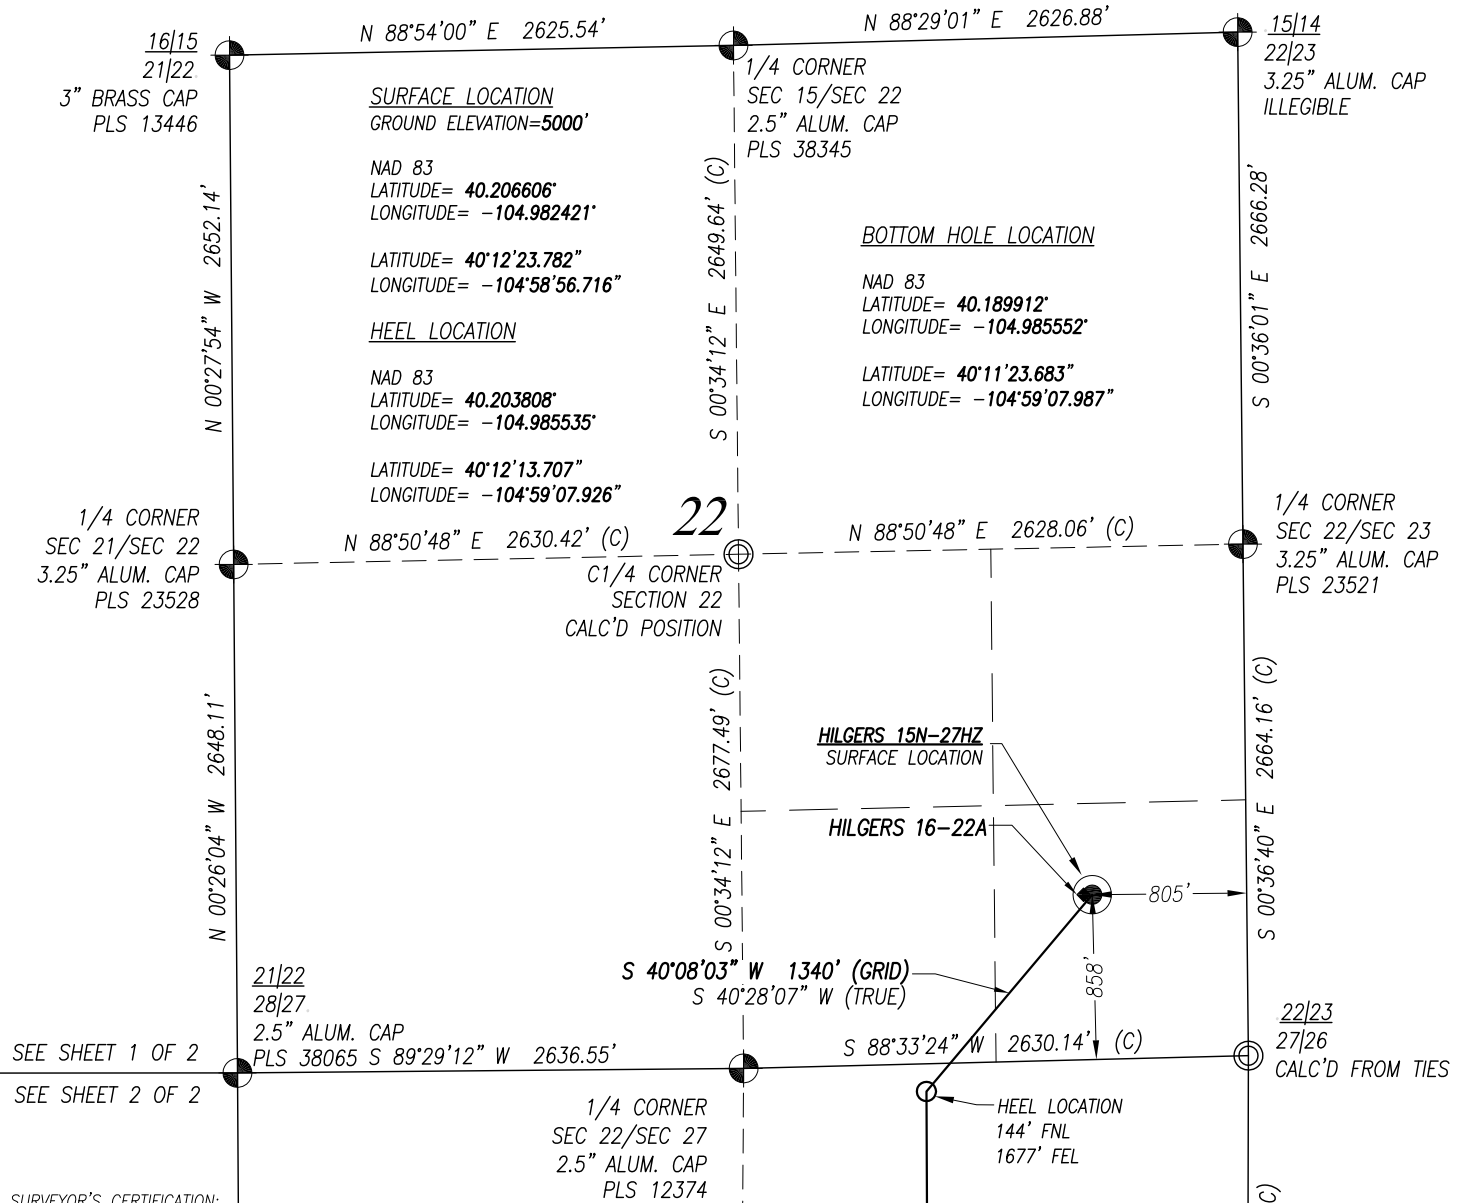 N 88°54'00" E 2625.54'
N 88°29'01" E 2626.88'
16|15
21|22
3" BRASS CAP
PLS 13446
1/4 CORNER
SEC 15/SEC 22
2.5" ALUM. CAP
PLS 38345
15|14
22|23
3.25" ALUM. CAP
ILLEGIBLE
SURFACE LOCATION
GROUND ELEVATION=5000'
NAD 83
LATITUDE= 40.206606°
LONGITUDE= -104.982421°
LATITUDE= 40°12'23.782"
LONGITUDE= -104°58'56.716"
HEEL LOCATION
NAD 83
LATITUDE= 40.203808°
LONGITUDE= -104.985535°
LATITUDE= 40°12'13.707"
LONGITUDE= -104°59'07.926"
BOTTOM HOLE LOCATION
NAD 83
LATITUDE= 40.189912°
LONGITUDE= -104.985552°
LATITUDE= 40°11'23.683"
LONGITUDE= -104°59'07.987"
N 00°27'54" W 2652.14'
S 00°34'12" E 2649.64' (C)
S 00°36'01" E 2666.28'
22
1/4 CORNER
SEC 21/SEC 22
3.25" ALUM. CAP
PLS 23528
N 88°50'48" E 2630.42' (C)
N 88°50'48" E 2628.06' (C)
C1/4 CORNER
SECTION 22
CALC'D POSITION
1/4 CORNER
SEC 22/SEC 23
3.25" ALUM. CAP
PLS 23521
N 00°26'04" W 2648.11'
S 00°34'12" E 2677.49' (C)
S 00°36'40" E 2664.16' (C)
HILGERS 15N-27HZ
SURFACE LOCATION
HILGERS 16-22A
805'
858'
S 40°08'03" W 1340' (GRID)
S 40°28'07" W (TRUE)
21|22
28|27
2.5" ALUM. CAP
PLS 38065
S 89°29'12" W 2636.55'
S 88°33'24" W 2630.14' (C)
22|23
27|26
CALC'D FROM TIES
SEE SHEET 1 OF 2
SEE SHEET 2 OF 2
1/4 CORNER
SEC 22/SEC 27
2.5" ALUM. CAP
PLS 12374
HEEL LOCATION
144' FNL
1677' FEL
SURVEYOR'S CERTIFICATION:
C)